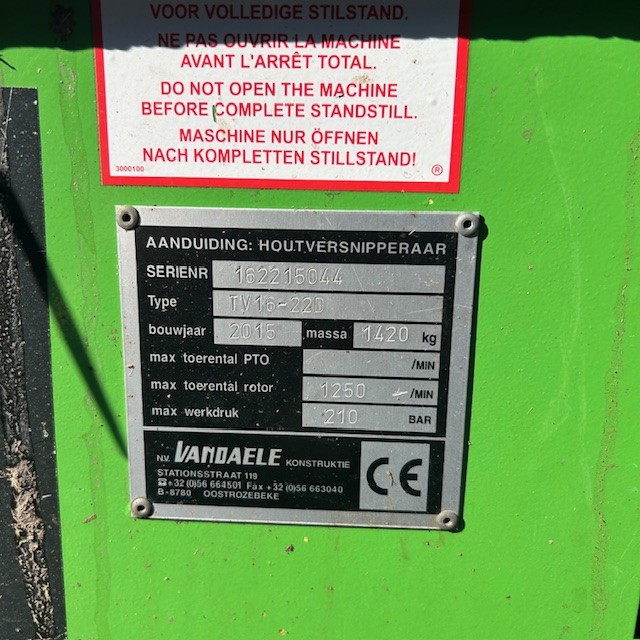 VOOR VOLLEDIGE STILSTAND.
NE PAS OUVRIR LA MACHINE
AVANT L'ARRÊT TOTAL.
DO NOT OPEN THE MACHINE
BEFORE COMPLETE STANDSTILL.
MASCHINE NUR ÖFFNEN
NACH KOMPLETTEN STILLSTAND!
3000100 ®
AANDUIDING: HOUTVERSNIPPERAAR
SERIENR 162215044
Type TV16-22D
bouwjaar 2015 massa 1420 kg
max toerental PTO /MIN
max toerental rotor 1250 /MIN
max werkdruk 210 BAR
N.V. VANDAELE KONSTRUKTIE
STATIONSSTRAAT 119
☎+32 (0)56 664501 Fax +32 (0)56 663040
B-8780 OOSTROZEBEKE
CE